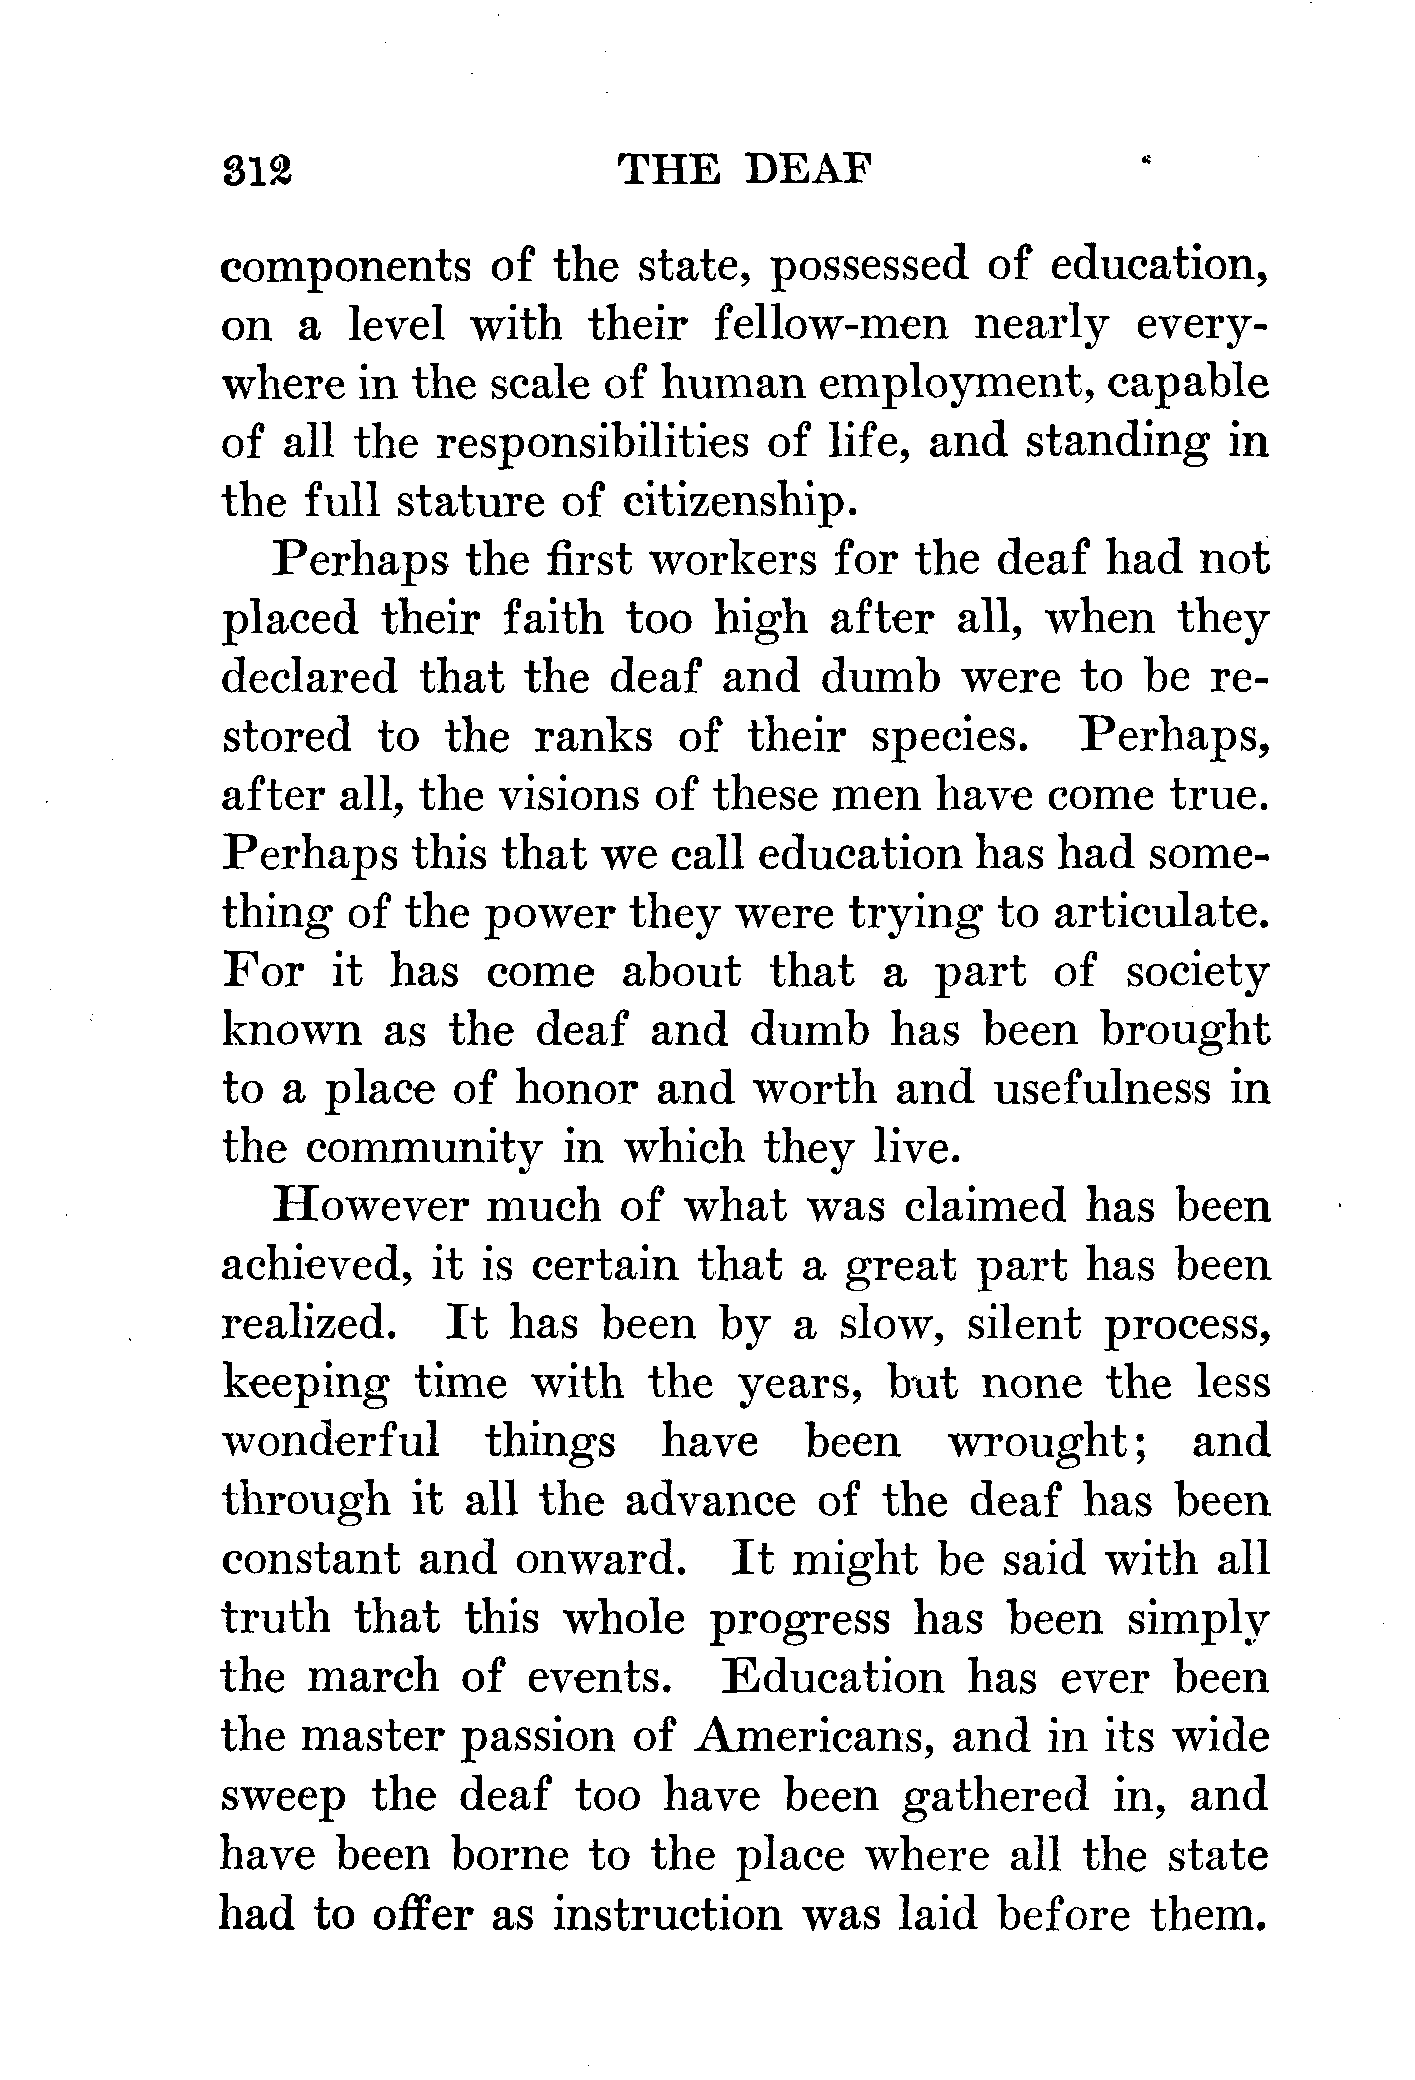 312 THE DEAF
components of the state, possessed of education,
on a level with their fellow-men nearly every-
where in the scale of human employment, capable
of all the responsibilities of life, and standing in
the full stature of citizenship.
Perhaps the first workers for the deaf had not
placed their faith too high after all, when they
declared that the deaf and dumb were to be re-
stored to the ranks of their species. Perhaps,
after all, the visions of these men have come true.
Perhaps this that we call education has had some-
thing of the power they were trying to articulate.
For it has come about that a part of society
known as the deaf and dumb has been brought
to a place of honor and worth and usefulness in
the community in which they live.
However much of what was claimed has been
achieved, it is certain that a great part has been
realized. It has been by a slow, silent process,
keeping time with the years, but none the less
wonderful things have been wrought; and
through it all the advance of the deaf has been
constant and onward. It might be said with all
truth that this whole progress has been simply
the march of events. Education has ever been
the master passion of Americans, and in its wide
sweep the deaf too have been gathered in, and
have been borne to the place where all the state
had to offer as instruction was laid before them.